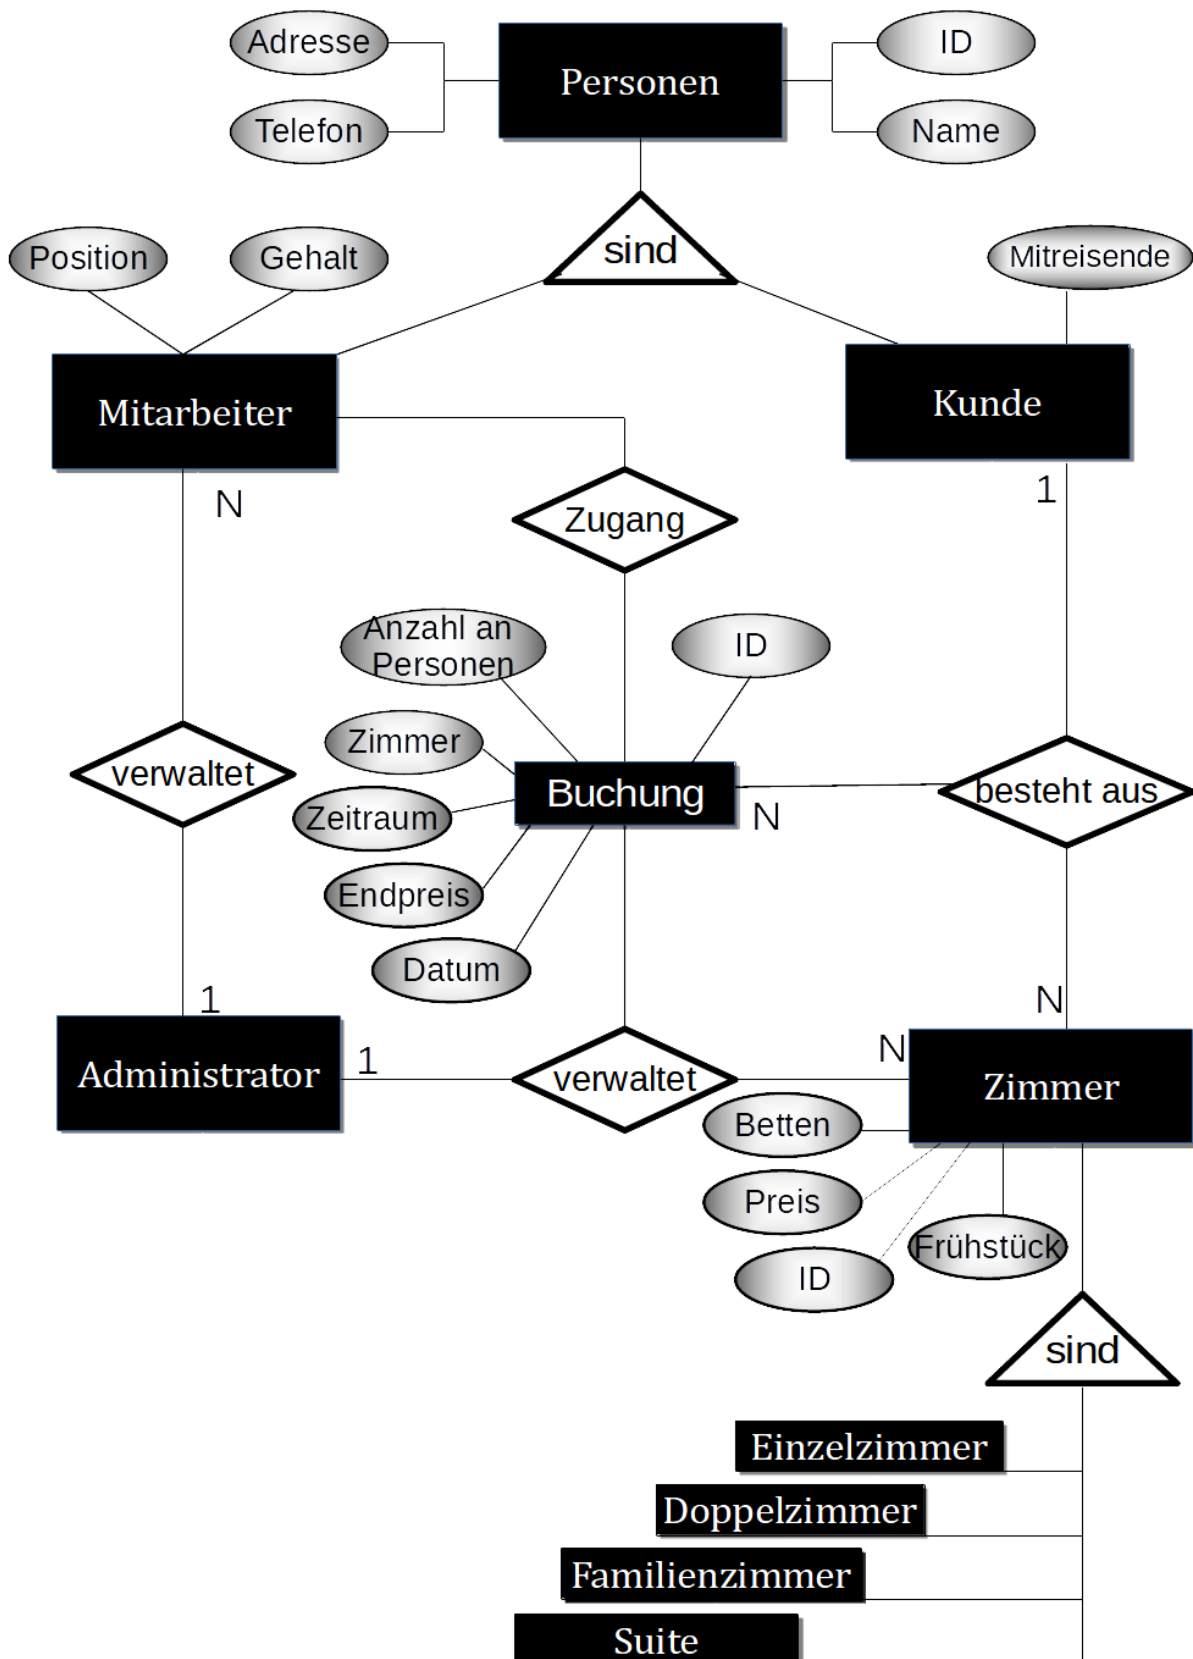 Adresse
Personen
ID
Telefon
Name
sind
Position
Gehalt
Mitreisende
Mitarbeiter
Kunde
N
1
Zugang
Anzahl an
Personen
ID
Zimmer
verwaltet
Buchung
besteht aus
Zeitraum
N
Endpreis
Datum
1
N
Administrator
1
verwaltet
N
Zimmer
Betten
Preis
Frühstück
ID
sind
Einzelzimmer
Doppelzimmer
Familienzimmer
Suite